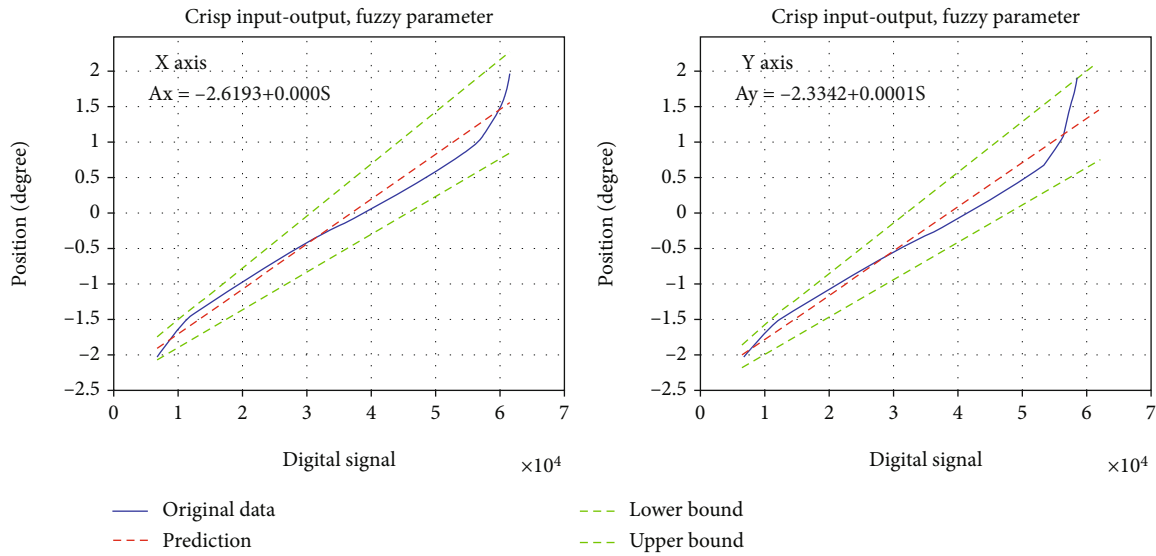 Crisp input-output, fuzzy parameter
X axis
Ax = –2.6193+0.000S
Position (degree)
2
1.5
1
0.5
0
–0.5
–1
–1.5
–2
–2.5
0 1 2 3 4 5 6 7
Digital signal
×10⁴
Crisp input-output, fuzzy parameter
Y axis
Ay = –2.3342+0.0001S
Position (degree)
2
1.5
1
0.5
0
–0.5
–1
–1.5
–2
–2.5
0 1 2 3 4 5 6 7
Digital signal
×10⁴
Original data
Prediction
Lower bound
Upper bound